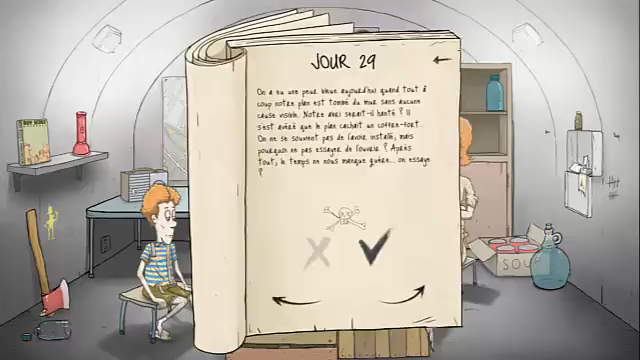 JOUR 29
On a eu une peur bleue aujourd'hui quand tout à
coup notre plan est tombé du mur sans aucune
cause visible. Notre abri serait-il hanté ? Il
s'est avéré que le plan cachait un coffre-fort.
On ne se souvient pas de l'avoir installé, mais
pourquoi ne pas essayer de l'ouvrir ? Après
tout, le temps ne nous manque guère... on essaye
?
SOU